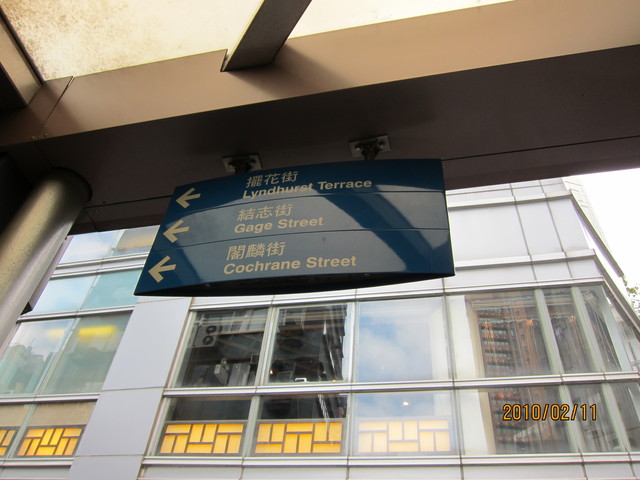 擺花街
Lyndhurst Terrace
結志街
Gage Street
閣麟街
Cochrane Street
2010/02/11